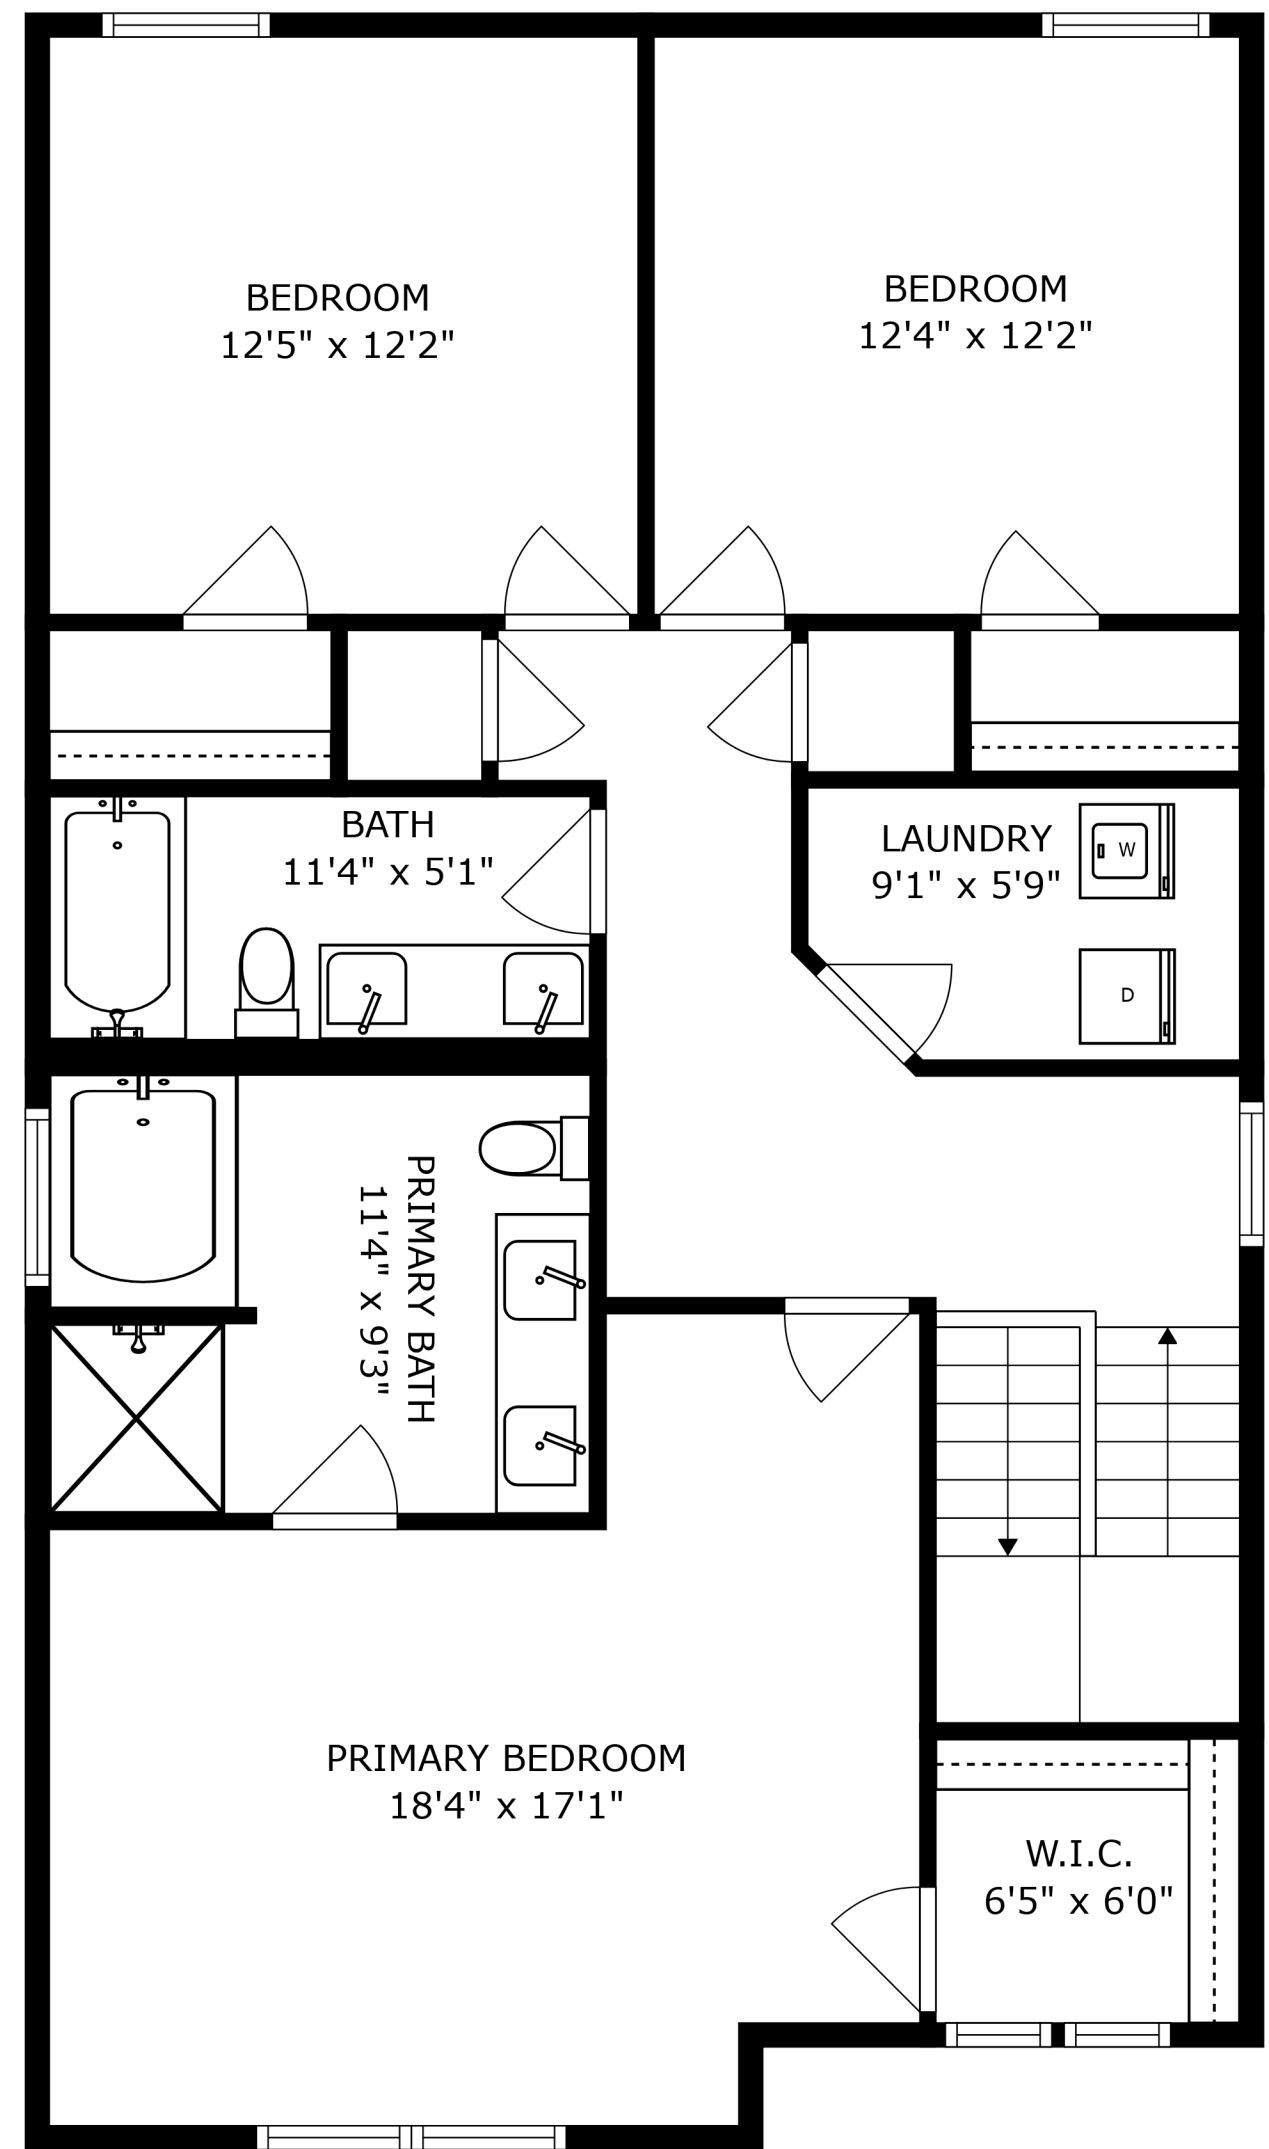 BEDROOM
12'5" x 12'2"
BEDROOM
12'4" x 12'2"
BATH
11'4" x 5'1"
LAUNDRY
9'1" x 5'9"
W
D
PRIMARY BATH
11'4" x 9'3"
PRIMARY BEDROOM
18'4" x 17'1"
W.I.C.
6'5" x 6'0"